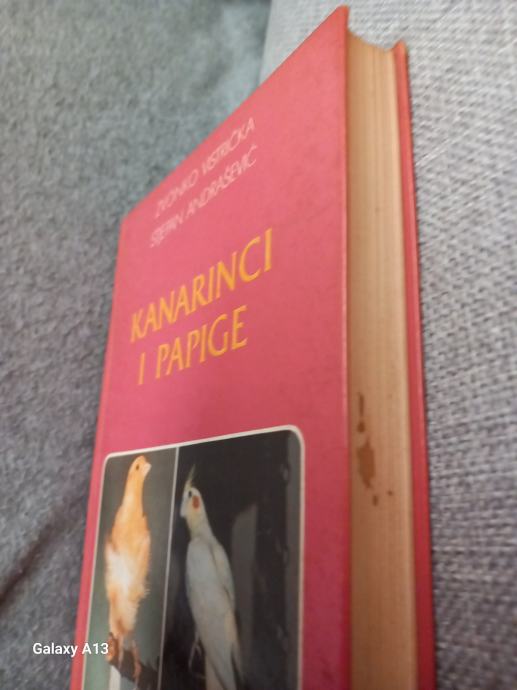 ZVONKO VISTRIČKA
STJEPAN ANDRAŠEVIĆ
KANARINCI
I PAPIGE
Galaxy A13